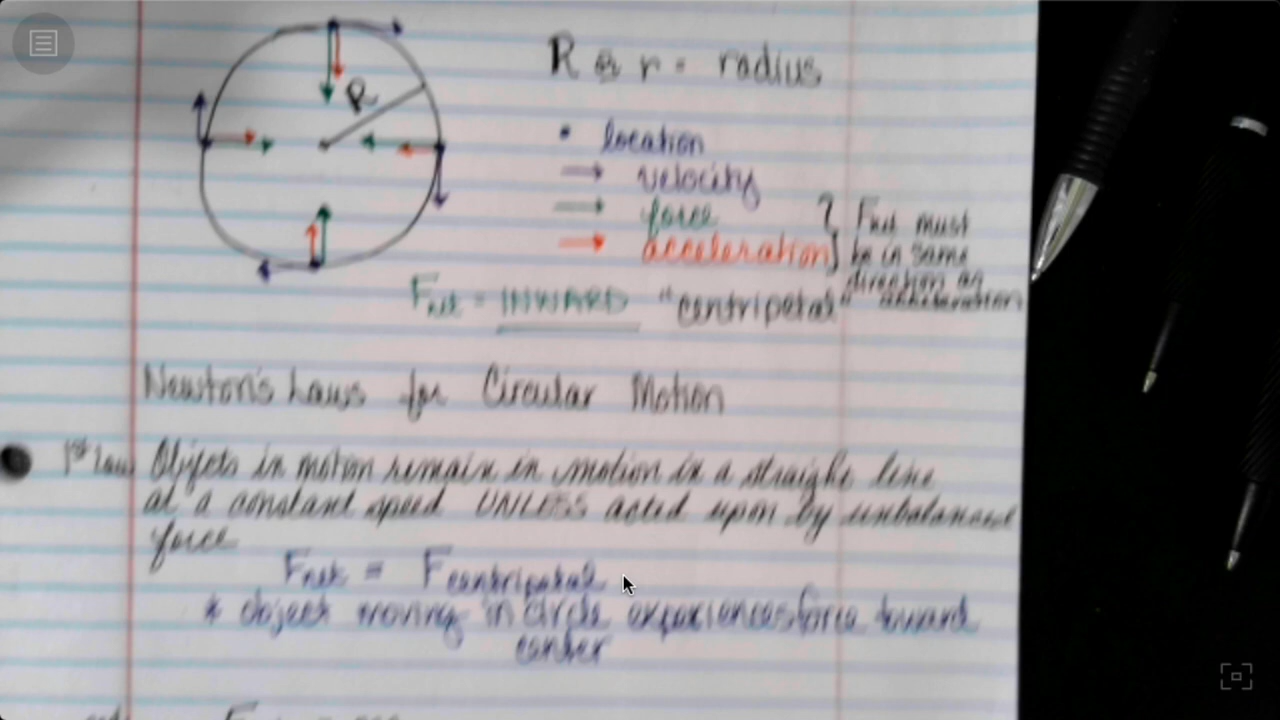 R
R or r = radius
• location
→ velocity
→ force
→ acceleration
} Fnet must
be in same
direction as
acceleration
Fnet = INWARD "centripetal"
Newton's Laws for Circular Motion
1st Law Objects in motion remain in motion in a straight line
at a constant speed UNLESS acted upon by unbalanced
force
Fnet = Fcentripetal
* object moving in circle experiences force toward
center